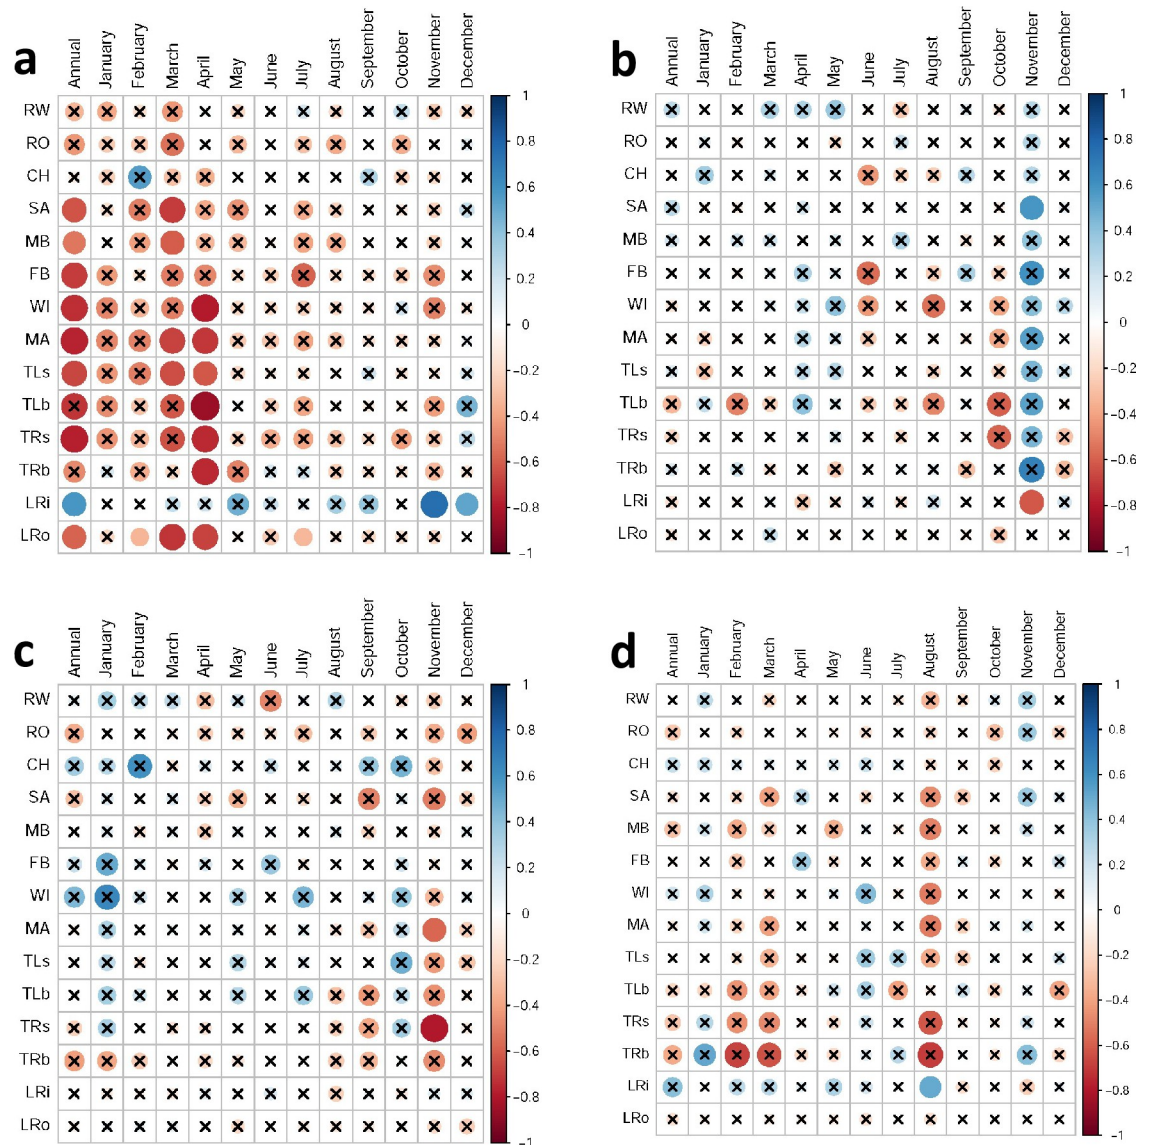 a
Annual January February March April May June July August September October November December
RW
RO
CH
SA
MB
FB
WI
MA
TLs
TLb
TRs
TRb
LRi
LRo
1
0.8
0.6
0.4
0.2
0
−0.2
−0.4
−0.6
−0.8
−1
b
Annual January February March April May June July August September October November December
RW
RO
CH
SA
MB
FB
WI
MA
TLs
TLb
TRs
TRb
LRi
LRo
1
0.8
0.6
0.4
0.2
0
−0.2
−0.4
−0.6
−0.8
−1
c
Annual January February March April May June July August September October November December
RW
RO
CH
SA
MB
FB
WI
MA
TLs
TLb
TRs
TRb
LRi
LRo
1
0.8
0.6
0.4
0.2
0
−0.2
−0.4
−0.6
−0.8
−1
d
Annual January February March April May June July August September October November December
RW
RO
CH
SA
MB
FB
WI
MA
TLs
TLb
TRs
TRb
LRi
LRo
1
0.8
0.6
0.4
0.2
0
−0.2
−0.4
−0.6
−0.8
−1